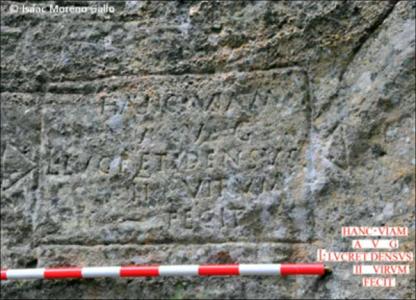 © Isaac Moreno Gallo
HANC VIAM
A V G
L LVCRET DENSVS
II VIRVM
FECIT
HANC·VIAM
A V G
L·LVCRET DENSVS
II VIRVM
FECIT